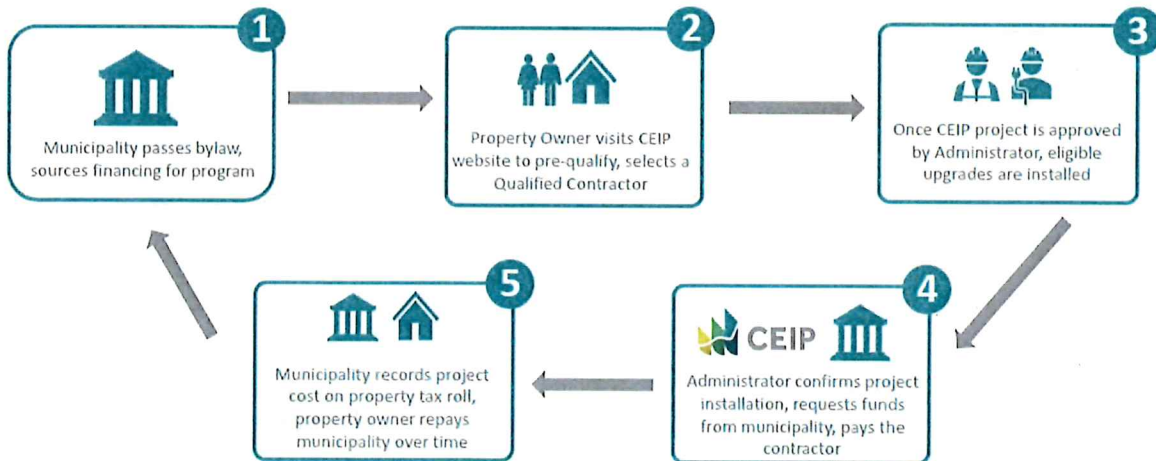 1
Municipality passes bylaw,
sources financing for program
2
Property Owner visits CEIP
website to pre-qualify, selects a
Qualified Contractor
3
Once CEIP project is approved
by Administrator, eligible
upgrades are installed
4
CEIP
Administrator confirms project
installation, requests funds
from municipality, pays the
contractor
5
Municipality records project
cost on property tax roll,
property owner repays
municipality over time